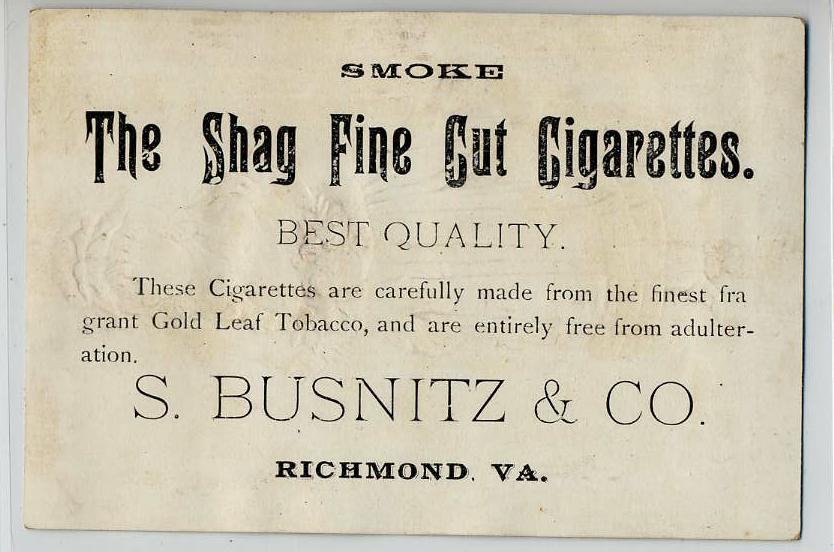 SMOKE
The Shag Fine Cut Cigarettes.
BEST QUALITY.
These Cigarettes are carefully made from the finest fra
grant Gold Leaf Tobacco, and are entirely free from adulter-
ation.
S. BUSNITZ & CO.
RICHMOND. VA.